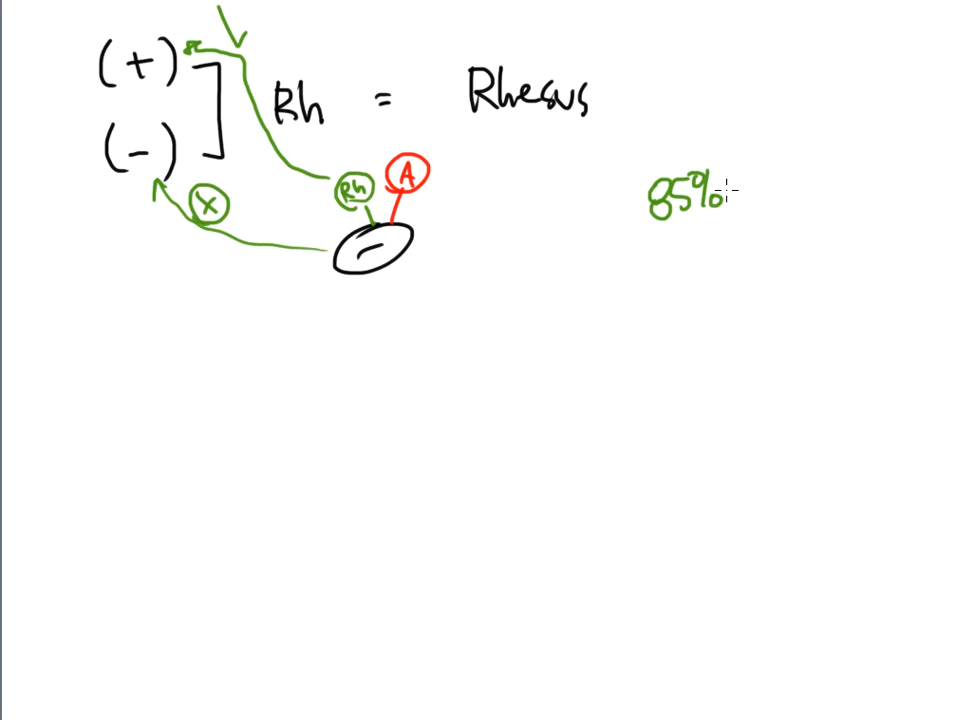 (+)
Rh = Rhesus
(-)
A
Rh
85%
X